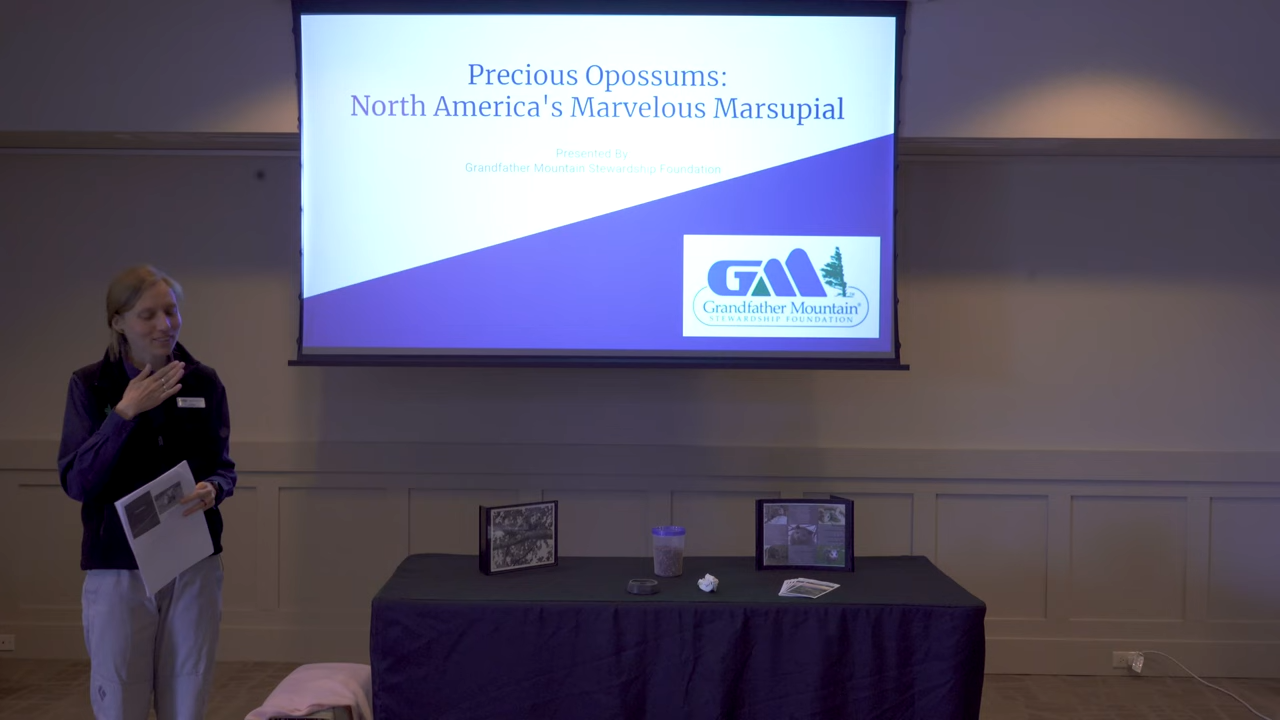 Precious Opossums:
North America's Marvelous Marsupial
Presented By
Grandfather Mountain Stewardship Foundation
GM
Grandfather Mountain®
STEWARDSHIP FOUNDATION